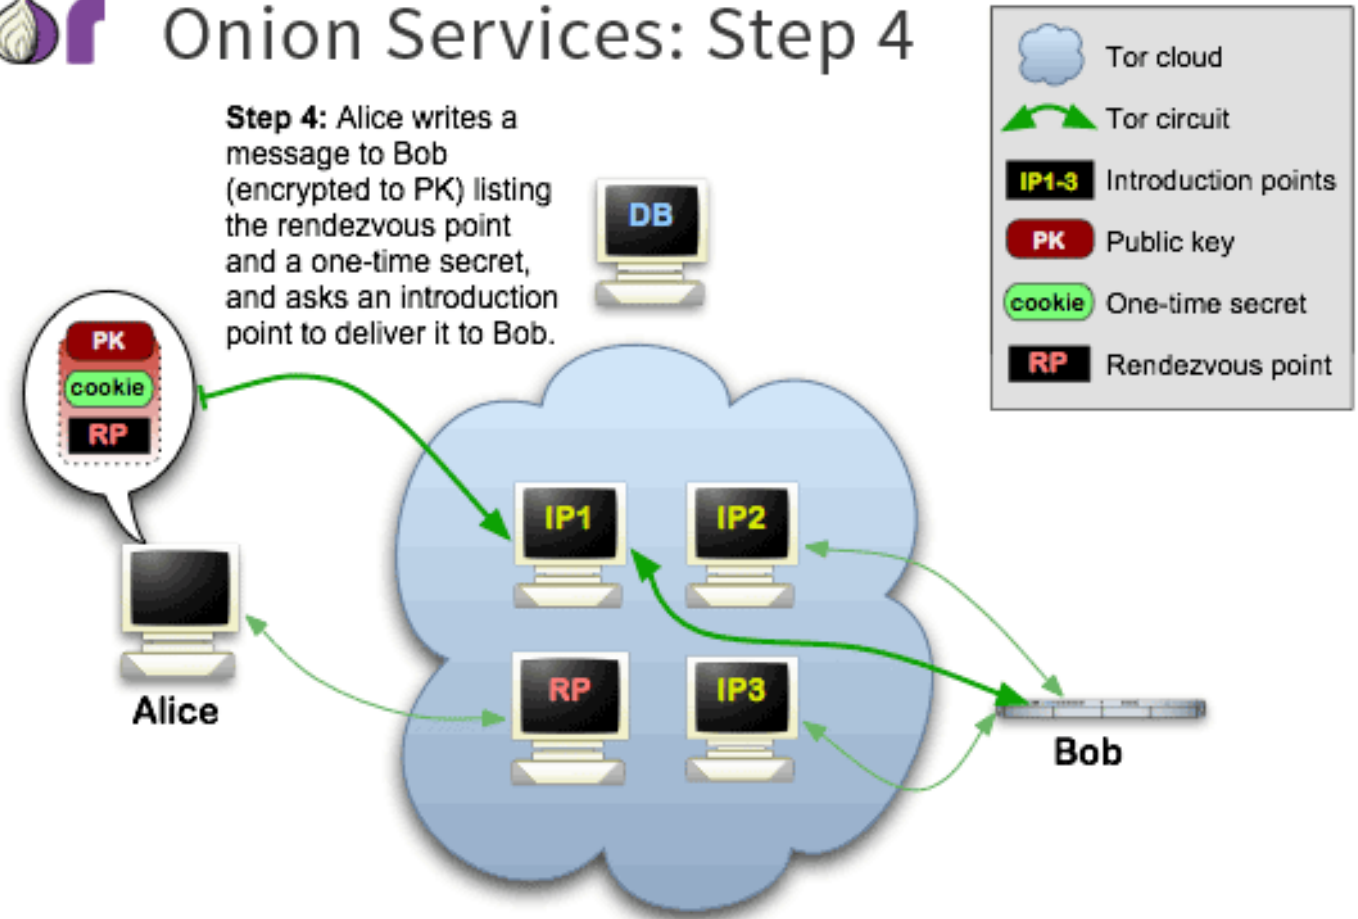 or Onion Services: Step 4
Step 4: Alice writes a
message to Bob
(encrypted to PK) listing
the rendezvous point
and a one-time secret,
and asks an introduction
point to deliver it to Bob.
Tor cloud
Tor circuit
IP1-3 Introduction points
PK Public key
cookie One-time secret
RP Rendezvous point
DB
PK
cookie
RP
IP1
IP2
RP
IP3
Alice
Bob